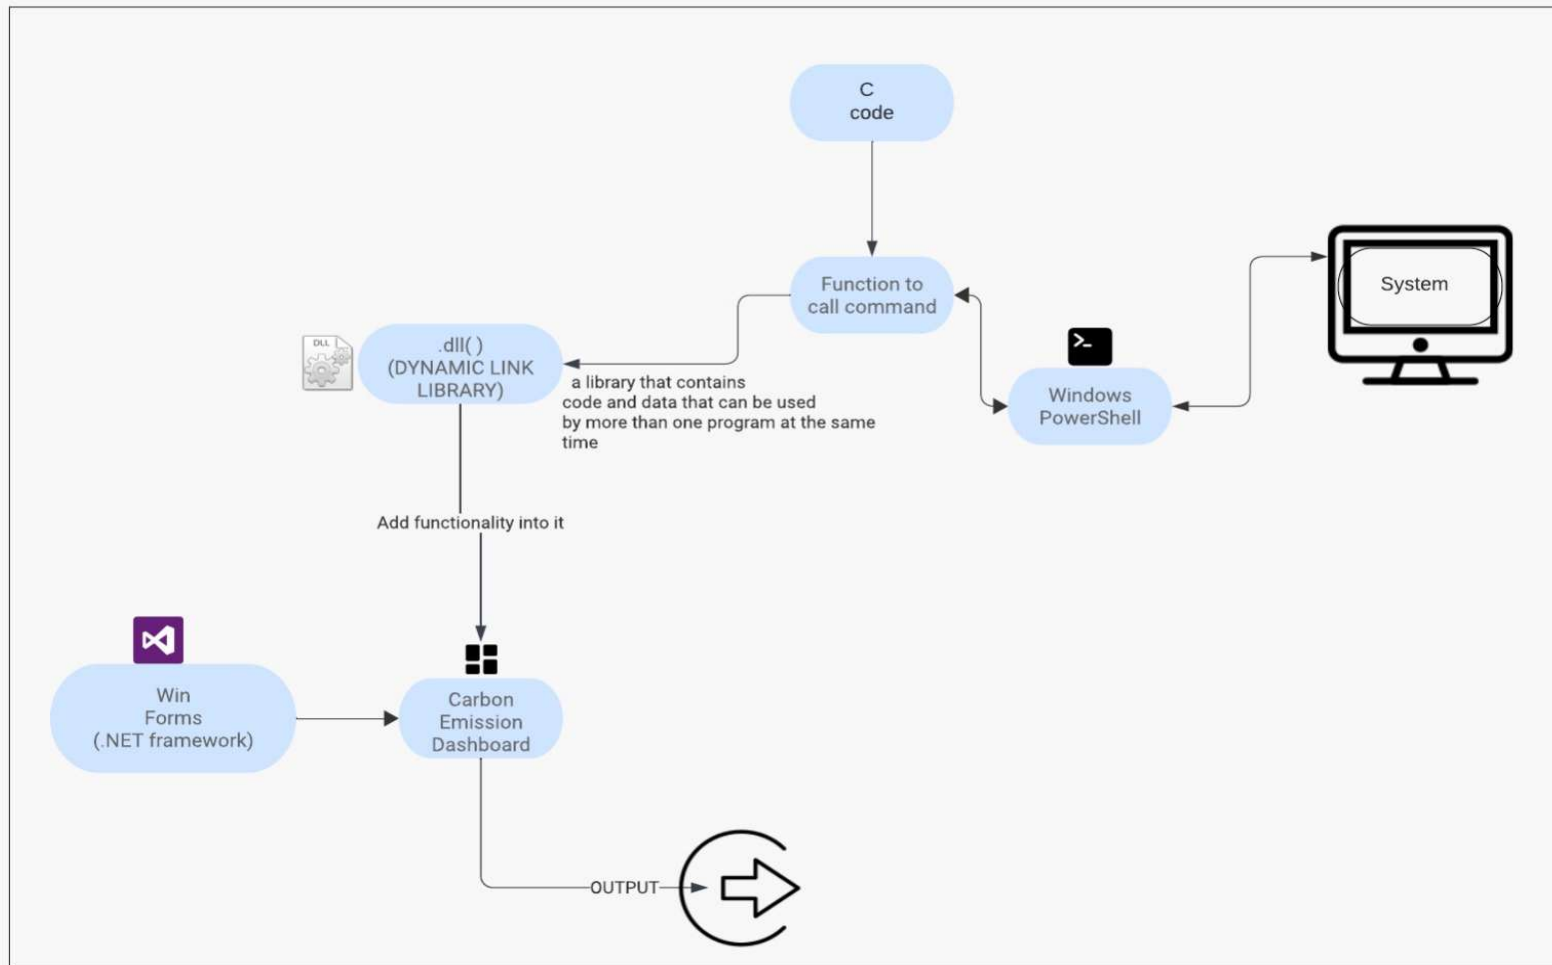 C
code
System
Function to
call command
DLL
.dll( )
(DYNAMIC LINK
LIBRARY)
a library that contains
code and data that can be used
by more than one program at the same
time
>_
Windows
PowerShell
Add functionality into it
Win
Forms
(.NET framework)
Carbon
Emission
Dashboard
OUTPUT